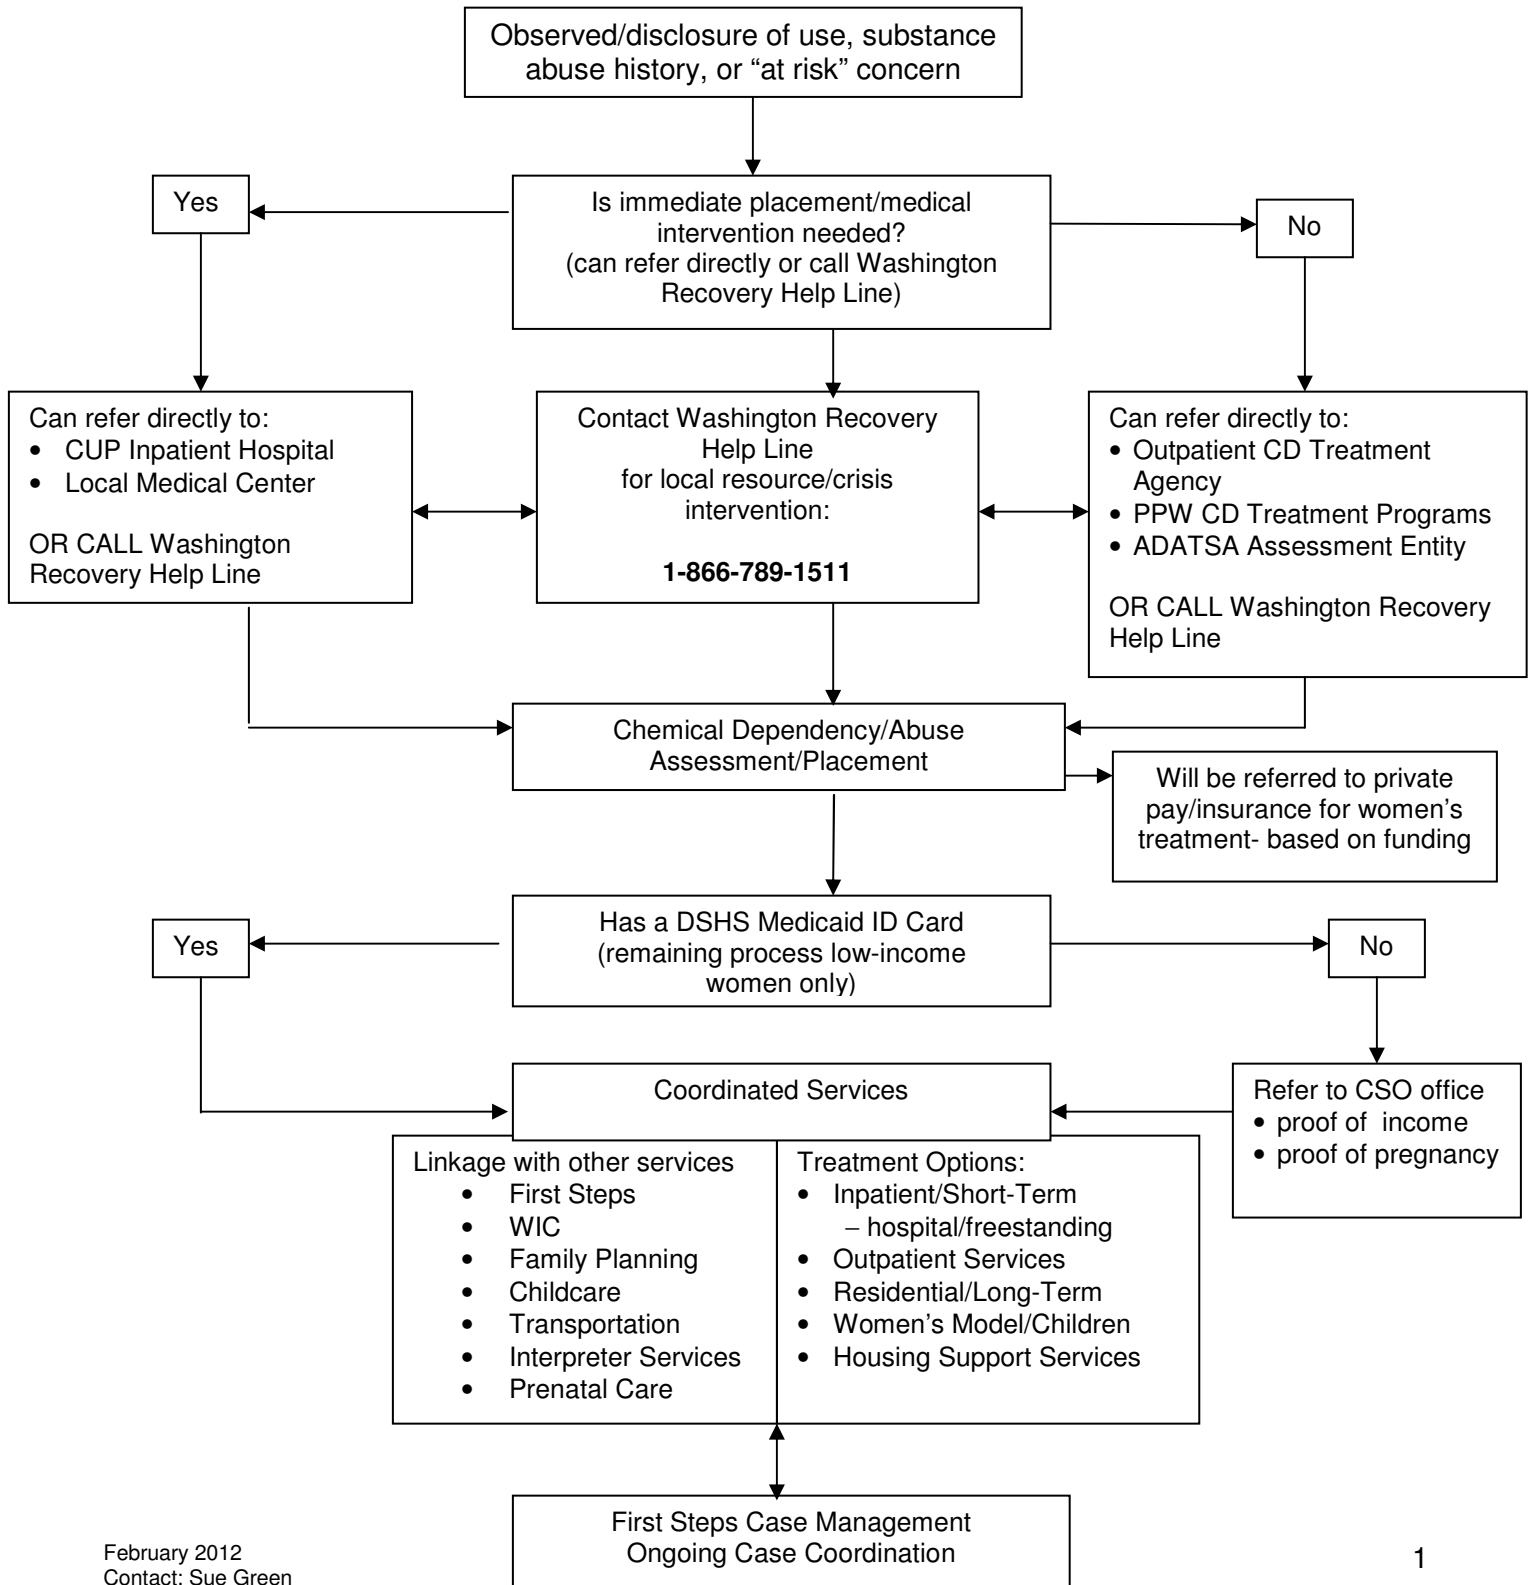 Observed/disclosure of use, substance
abuse history, or “at risk” concern
Yes
Is immediate placement/medical
intervention needed?
(can refer directly or call Washington
Recovery Help Line)
No
Can refer directly to:
• CUP Inpatient Hospital
• Local Medical Center
OR CALL Washington
Recovery Help Line
Contact Washington Recovery
Help Line
for local resource/crisis
intervention:
1-866-789-1511
Can refer directly to:
• Outpatient CD Treatment
Agency
• PPW CD Treatment Programs
• ADATSA Assessment Entity
OR CALL Washington Recovery
Help Line
Chemical Dependency/Abuse
Assessment/Placement
Will be referred to private
pay/insurance for women’s
treatment- based on funding
Yes
Has a DSHS Medicaid ID Card
(remaining process low-income
women only)
No
Coordinated Services
Refer to CSO office
• proof of income
• proof of pregnancy
Linkage with other services
• First Steps
• WIC
• Family Planning
• Childcare
• Transportation
• Interpreter Services
• Prenatal Care
Treatment Options:
• Inpatient/Short-Term
– hospital/freestanding
• Outpatient Services
• Residential/Long-Term
• Women’s Model/Children
• Housing Support Services
First Steps Case Management
Ongoing Case Coordination
February 2012
Contact: Sue Green
1